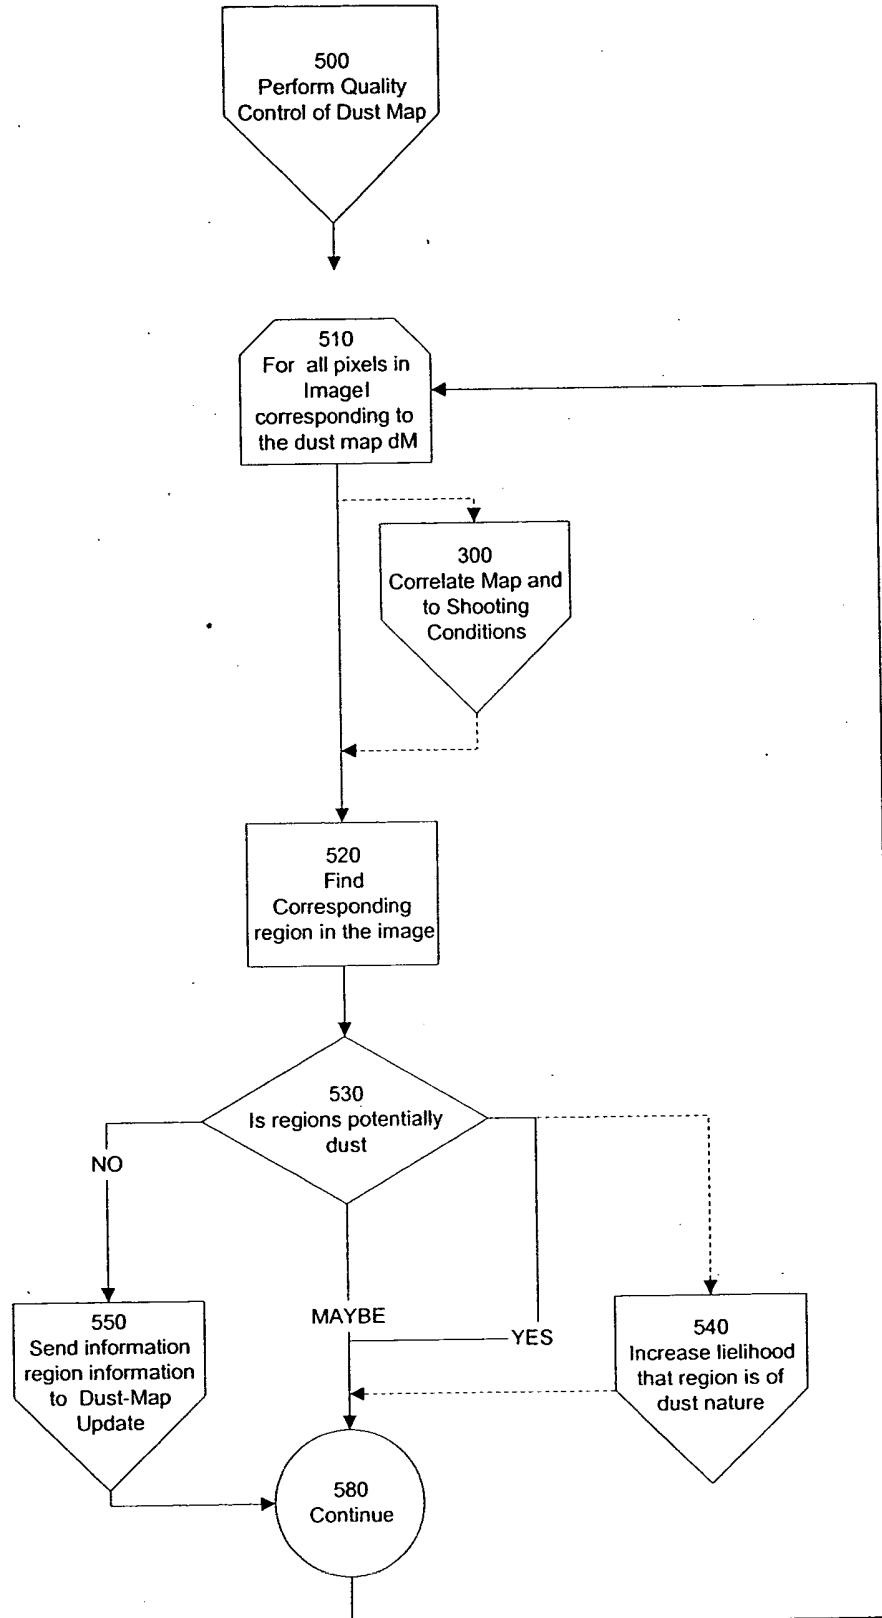 500
Perform Quality
Control of Dust Map
510
For all pixels in
ImageI
corresponding to
the dust map dM
300
Correlate Map and
to Shooting
Conditions
520
Find
Corresponding
region in the image
530
Is regions potentially
dust
NO
MAYBE
YES
550
Send information
region information
to Dust-Map
Update
540
Increase lielihood
that region is of
dust nature
580
Continue